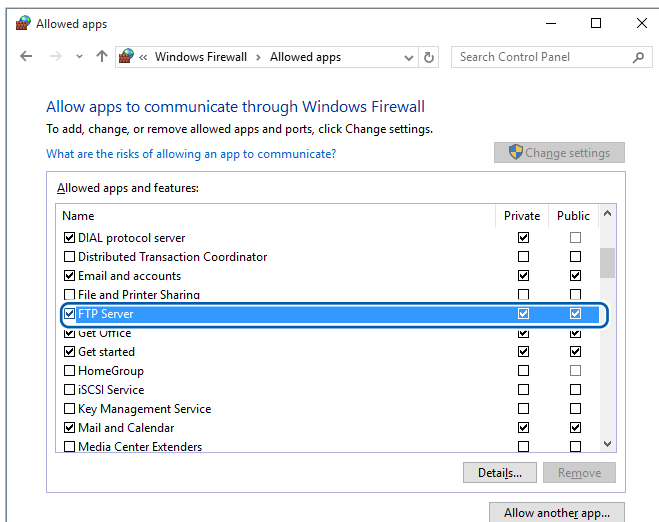 Allowed apps
« Windows Firewall > Allowed apps
Search Control Panel
Allow apps to communicate through Windows Firewall
To add, change, or remove allowed apps and ports, click Change settings.
What are the risks of allowing an app to communicate?
Change settings
Allowed apps and features:
Name Private Public
DIAL protocol server
Distributed Transaction Coordinator
Email and accounts
File and Printer Sharing
FTP Server
Get Office
Get started
HomeGroup
iSCSI Service
Key Management Service
Mail and Calendar
Media Center Extenders
Details... Remove
Allow another app...